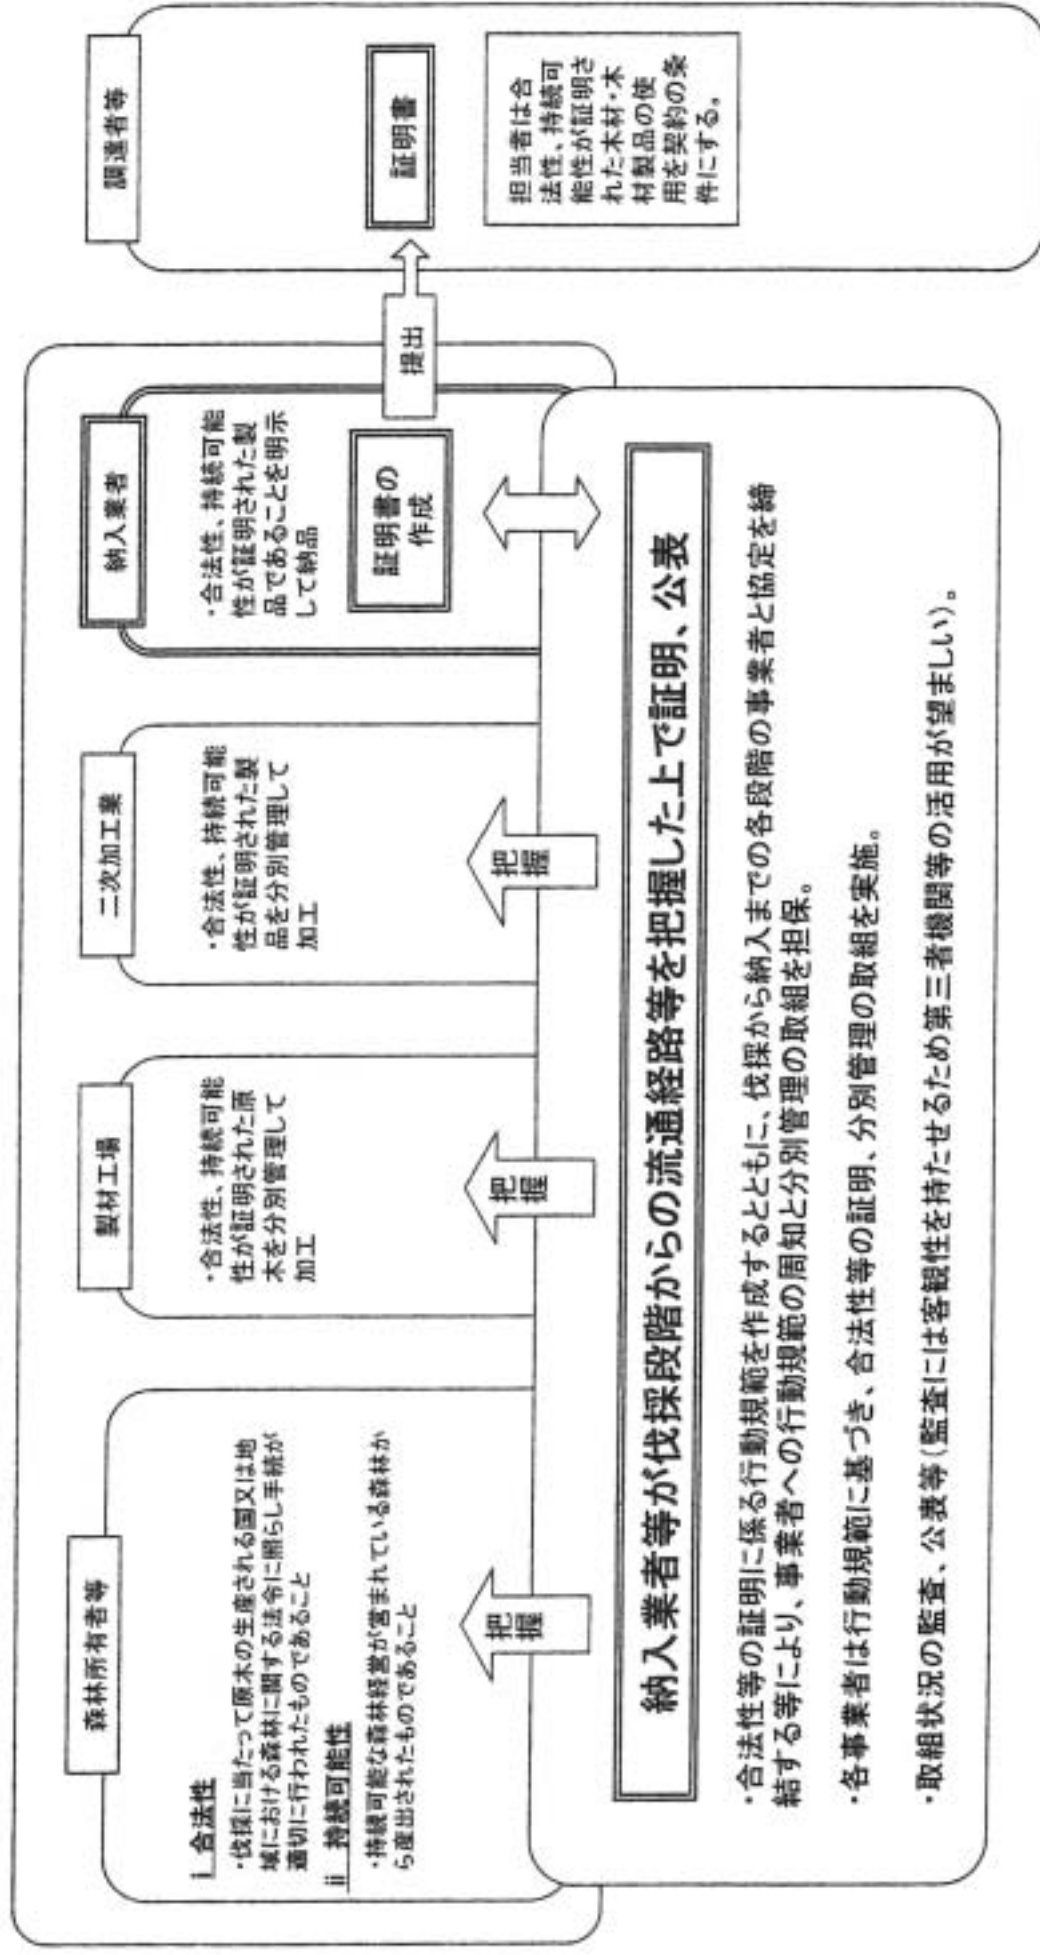 森林所有者等
i 合法性
・伐採に当たって原木の生産される国又は地
域における森林に関する法令に照らし手続が
適切に行われたものであること
ii 持続可能性
・持続可能な森林経営が営まれている森林か
ら産出されたものであること
製材工場
・合法性、持続可能
性が証明された原
木を分別管理して
加工
二次加工業
・合法性、持続可能
性が証明された製
品を分別管理して
加工
納入業者
・合法性、持続可能
性が証明された製
品であることを明示
して納品
証明書の
作成
提出
調達者等
証明書
担当者は合
法性、持続可
能性が証明さ
れた木材・木
材製品の使
用を契約の条
件にする。
把
握
把
握
把
握
納入業者等が伐採段階からの流通経路等を把握した上で証明、公表
・合法性等の証明に係る行動規範を作成するとともに、伐採から納入までの各段階の事業者と協定を締
結する等により、事業者への行動規範の周知と分別管理の取組を担保。
・各事業者は行動規範に基づき、合法性等の証明、分別管理の取組を実施。
・取組状況の監査、公表等(監査には客観性を持たせるため第三者機関等の活用が望ましい)。